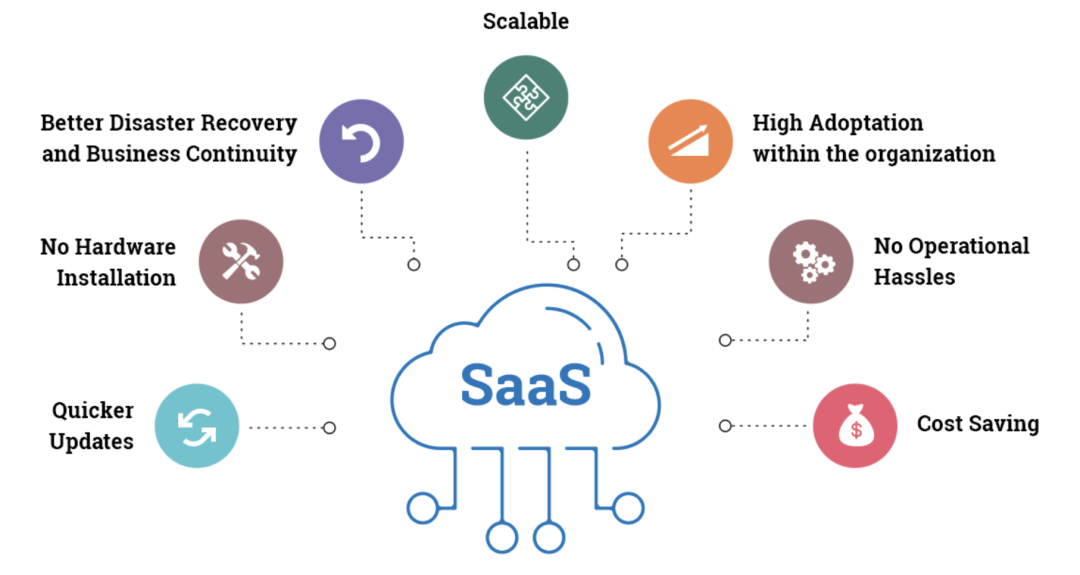 Scalable
Better Disaster Recovery
and Business Continuity
High Adoptation
within the organization
No Hardware
Installation
No Operational
Hassles
SaaS
Quicker
Updates
$
Cost Saving